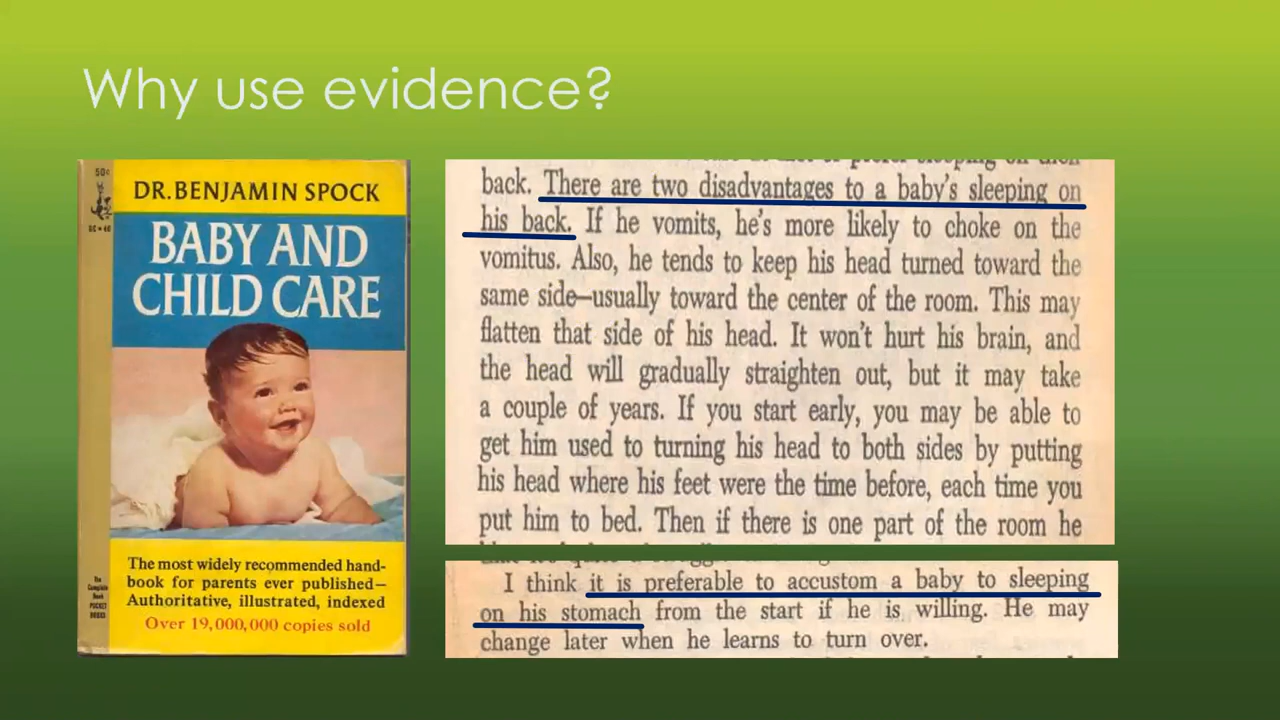 Why use evidence?
50¢
DR. BENJAMIN SPOCK
BABY AND
CHILD CARE
The most widely recommended hand-
book for parents ever published—
Authoritative, illustrated, indexed
Over 19,000,000 copies sold
The
Complete
Book
POCKET
BOOKS
back. There are two disadvantages to a baby's sleeping on
his back. If he vomits, he's more likely to choke on the
vomitus. Also, he tends to keep his head turned toward the
same side—usually toward the center of the room. This may
flatten that side of his head. It won't hurt his brain, and
the head will gradually straighten out, but it may take
a couple of years. If you start early, you may be able to
get him used to turning his head to both sides by putting
his head where his feet were the time before, each time you
put him to bed. Then if there is one part of the room he
I think it is preferable to accustom a baby to sleeping
on his stomach from the start if he is willing. He may
change later when he learns to turn over.